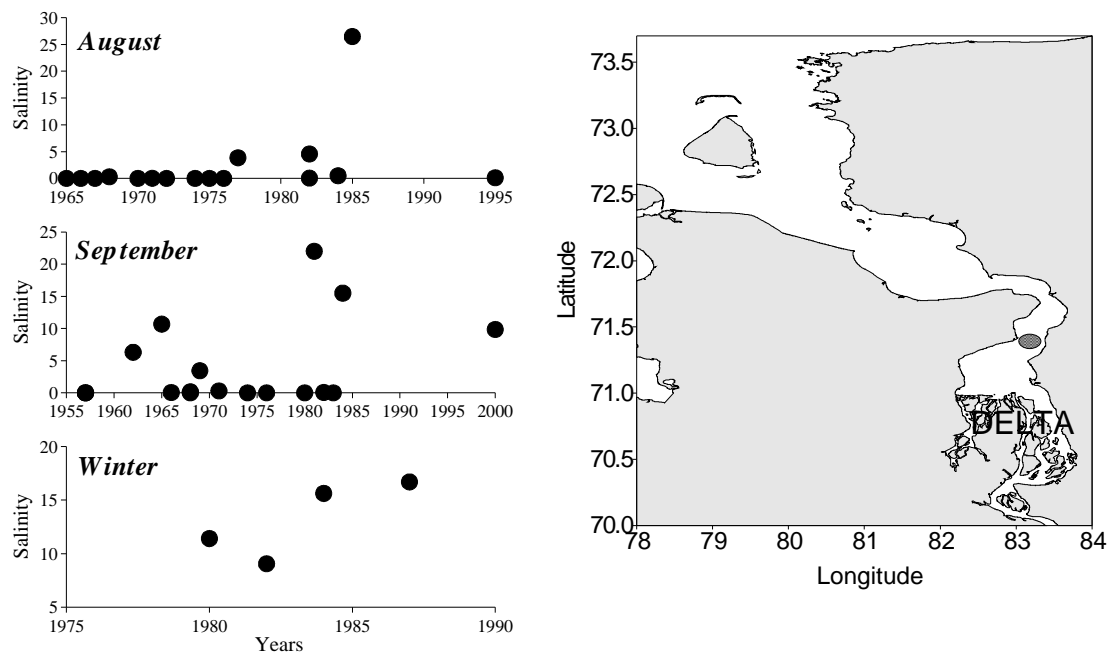 August
Salinity
30
25
20
15
10
5
0
1965 1970 1975 1980 1985 1990 1995
September
Salinity
25
20
15
10
5
0
1955 1960 1965 1970 1975 1980 1985 1990 1995 2000
Winter
Salinity
20
15
10
5
1975 1980 1985 1990
Years
Latitude
73.5
73.0
72.5
72.0
71.5
71.0
70.5
70.0
DELTA
78 79 80 81 82 83 84
Longitude